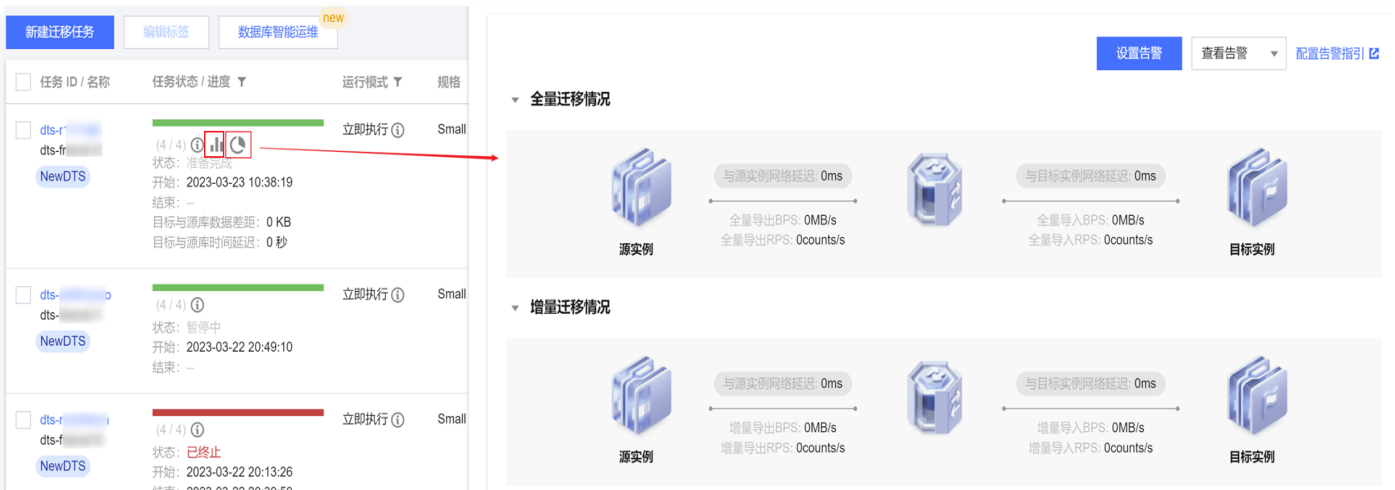 新建迁移任务
编辑标签
数据库智能运维
new
任务 ID / 名称
任务状态 / 进度
运行模式
规格
dts-r
dts-fr
NewDTS
(4 / 4)
状态：准备完成
开始：2023-03-23 10:38:19
结束：--
目标与源库数据差距：0 KB
目标与源库时间延迟：0 秒
立即执行
Small
dts-
dts-
NewDTS
(4 / 4)
状态：暂停中
开始：2023-03-22 20:49:10
结束：--
立即执行
Small
dts-r
dts-f
NewDTS
(4 / 4)
状态：已终止
开始：2023-03-22 20:13:26
结束：2023-03-22 20:30:50
立即执行
Small
设置告警
查看告警
配置告警指引
全量迁移情况
源实例
与源实例网络延迟: 0ms
全量导出BPS: 0MB/s
全量导出RPS: 0counts/s
与目标实例网络延迟: 0ms
全量导入BPS: 0MB/s
全量导入RPS: 0counts/s
目标实例
增量迁移情况
源实例
与源实例网络延迟: 0ms
增量导出BPS: 0MB/s
增量导出RPS: 0counts/s
与目标实例网络延迟: 0ms
增量导入BPS: 0MB/s
增量导入RPS: 0counts/s
目标实例